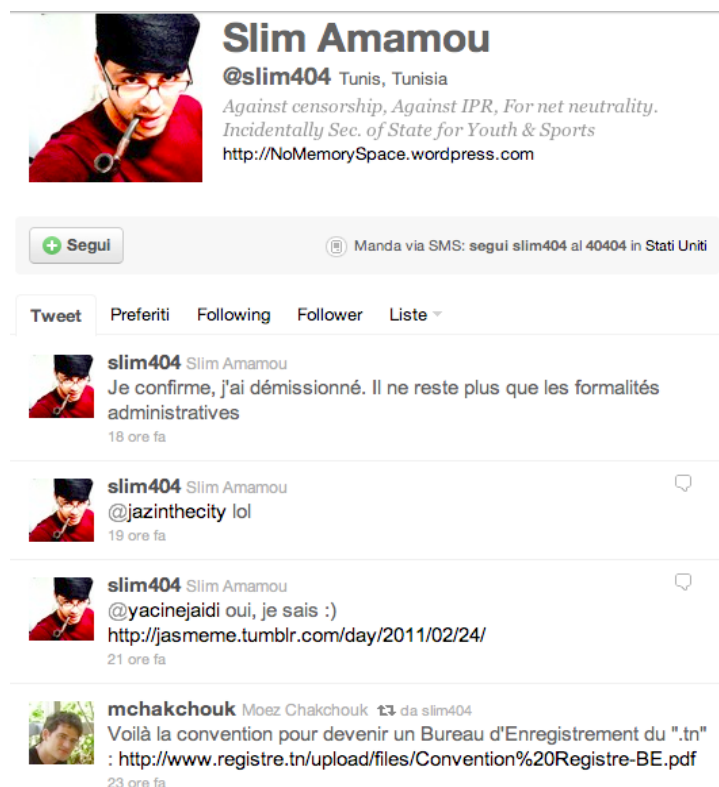 Slim Amamou
@slim404 Tunis, Tunisia
Against censorship, Against IPR, For net neutrality.
Incidentally Sec. of State for Youth & Sports
http://NoMemorySpace.wordpress.com
Segui
Manda via SMS: segui slim404 al 40404 in Stati Uniti
Tweet Preferiti Following Follower Liste
slim404 Slim Amamou
Je confirme, j'ai démissionné. Il ne reste plus que les formalités
administratives
18 ore fa
slim404 Slim Amamou
@jazinthecity lol
19 ore fa
slim404 Slim Amamou
@yacinejaidi oui, je sais :)
http://jasmeme.tumblr.com/day/2011/02/24/
21 ore fa
mchakchouk Moez Chakchouk da slim404
Voilà la convention pour devenir un Bureau d'Enregistrement du ".tn"
: http://www.registre.tn/upload/files/Convention%20Registre-BE.pdf
23 ore fa